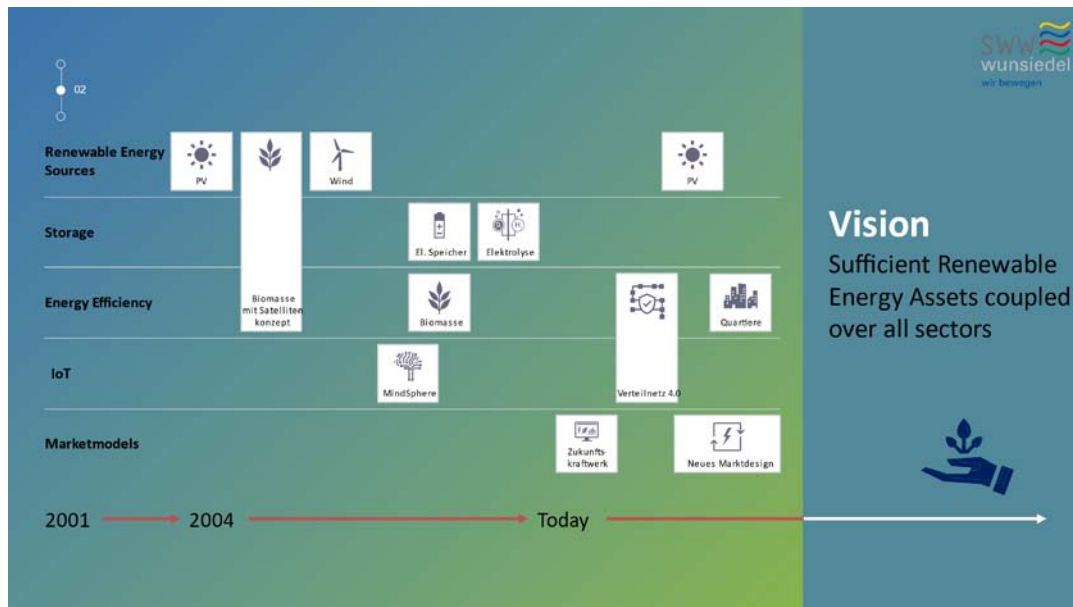 SWW
wunsiedel
wir bewegen
02
Renewable Energy
Sources
PV
Wind
PV
Storage
El. Speicher
Elektrolyse
Energy Efficiency
Biomasse
mit Satelliten
konzept
Biomasse
Quartiere
IoT
MindSphere
Verteilnetz 4.0
Marketmodels
Zukunfts-
kraftwerk
Neues Marktdesign
2001
2004
Today
Vision
Sufficient Renewable
Energy Assets coupled
over all sectors